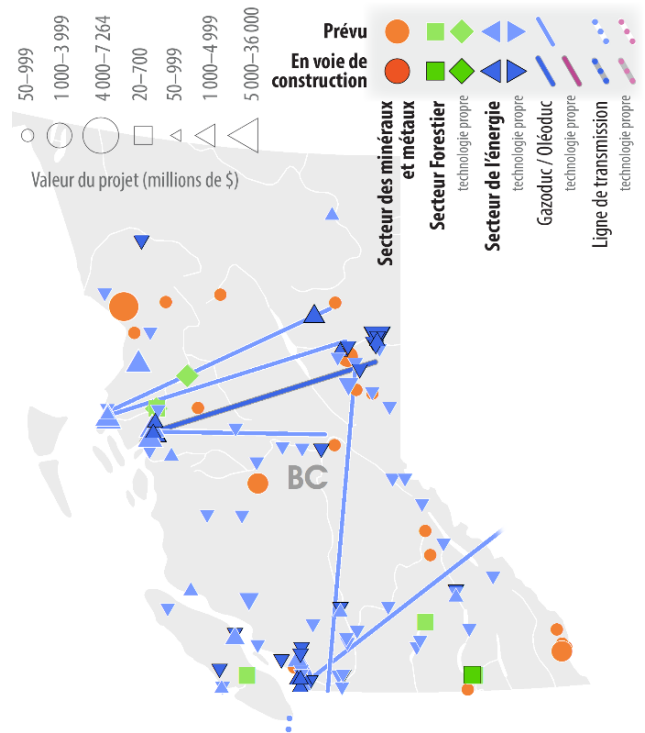 50–999
1 000–3 999
4 000–7 264
20–700
50–999
1 000–4 999
5 000–36 000
Valeur du projet (millions de $)
Prévu
En voie de
construction
Secteur des minéraux
et métaux
Secteur Forestier
technologie propre
Secteur de l'énergie
technologie propre
Gazoduc / Oléoduc
technologie propre
Ligne de transmission
technologie propre
BC